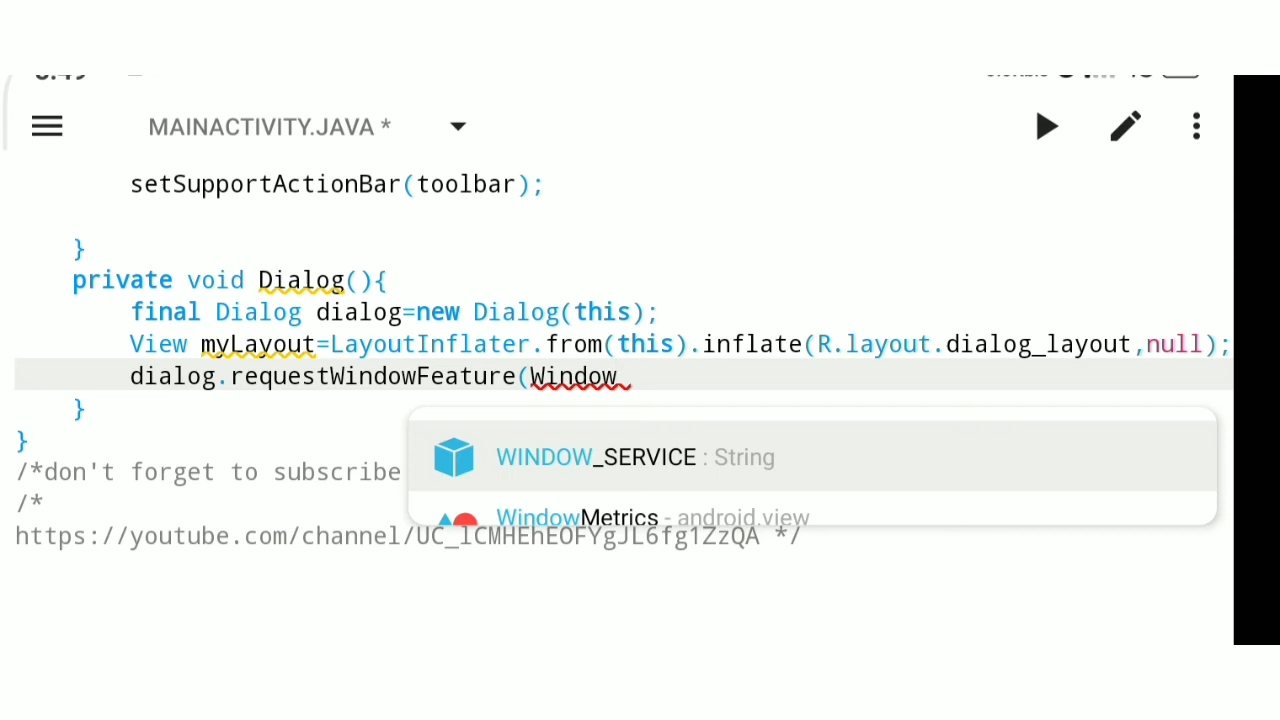 MAINACTIVITY.JAVA *
setSupportActionBar(toolbar);
}
private void Dialog(){
final Dialog dialog=new Dialog(this);
View myLayout=LayoutInflater.from(this).inflate(R.layout.dialog_layout,null);
dialog.requestWindowFeature(Window
}
WINDOW_SERVICE : String
}
/*don't forget to subscribe
/*
WindowMetrics - android.view
https://youtube.com/channel/UC_lCMHEhEOFYgJL6fg1ZzQA */